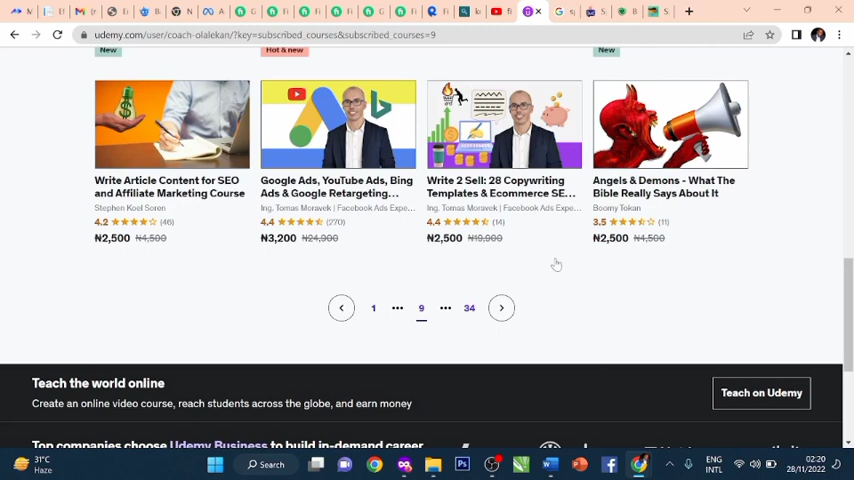 udemy.com/user/coach-olalekan/?key=subscribed_courses&subscribed_courses=9
New
Hot & new
New
Write Article Content for SEO
and Affiliate Marketing Course
Stephen Koel Soren
4.2 (46)
₦2,500 ₦4,500
Google Ads, YouTube Ads, Bing
Ads & Google Retargeting...
Ing. Tomas Moravek | Facebook Ads Expe...
4.4 (270)
₦3,200 ₦24,900
Write 2 Sell: 28 Copywriting
Templates & Ecommerce SE...
Ing. Tomas Moravek | Facebook Ads Expe...
4.4 (14)
₦2,500 ₦19,900
Angels & Demons - What The
Bible Really Says About It
Boomy Tokan
3.5 (11)
₦2,500 ₦4,500
1 ••• 9 ••• 34
Teach the world online
Create an online video course, reach students across the globe, and earn money
Teach on Udemy
Top companies choose Udemy Business to build in-demand career
31°C
Haze
Search
ENG
INTL
02:20
28/11/2022